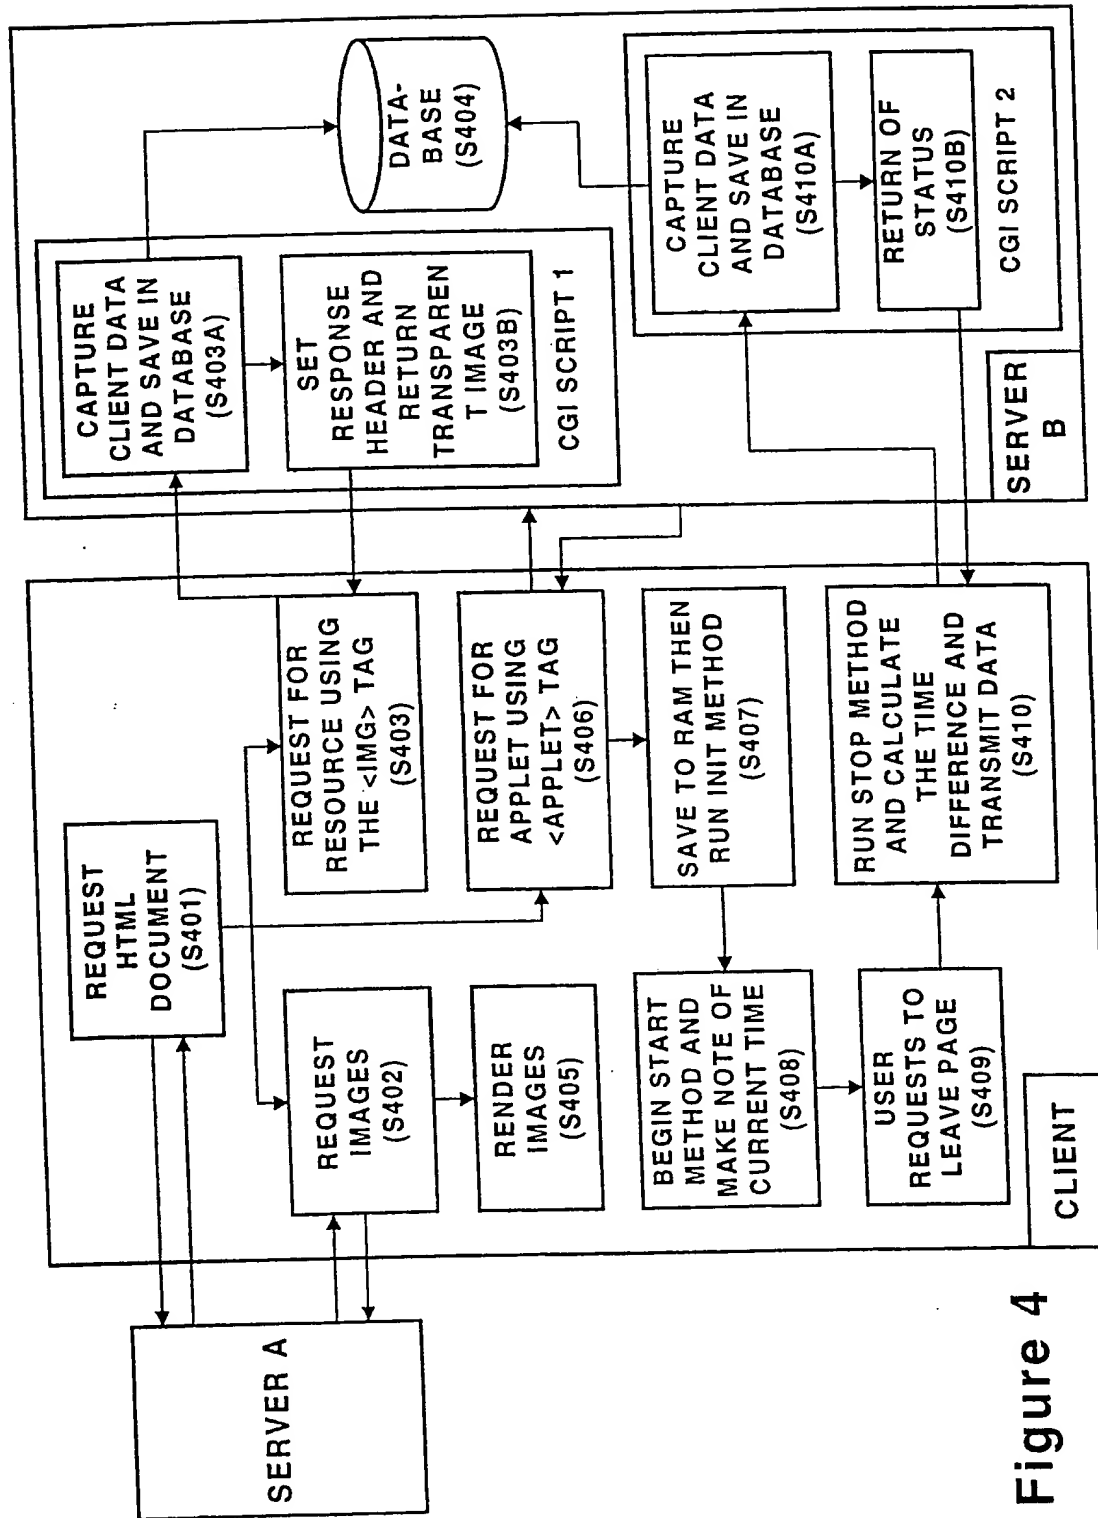 SERVER A
REQUEST
HTML
DOCUMENT
(S401)
REQUEST
IMAGES
(S402)
REQUEST FOR
RESOURCE USING
THE <IMG> TAG
(S403)
RENDER
IMAGES
(S405)
REQUEST FOR
APPLET USING
<APPLET> TAG
(S406)
BEGIN START
METHOD AND
MAKE NOTE OF
CURRENT TIME
(S408)
SAVE TO RAM THEN
RUN INIT METHOD
(S407)
USER
REQUESTS TO
LEAVE PAGE
(S409)
RUN STOP METHOD
AND CALCULATE
THE TIME
DIFFERENCE AND
TRANSMIT DATA
(S410)
CLIENT
CAPTURE
CLIENT DATA
AND SAVE IN
DATABASE
(S403A)
SET
RESPONSE
HEADER AND
RETURN
TRANSPAREN
T IMAGE
(S403B)
CGI SCRIPT 1
DATA-
BASE
(S404)
CAPTURE
CLIENT DATA
AND SAVE IN
DATABASE
(S410A)
RETURN OF
STATUS
(S410B)
CGI SCRIPT 2
SERVER
B
Figure 4